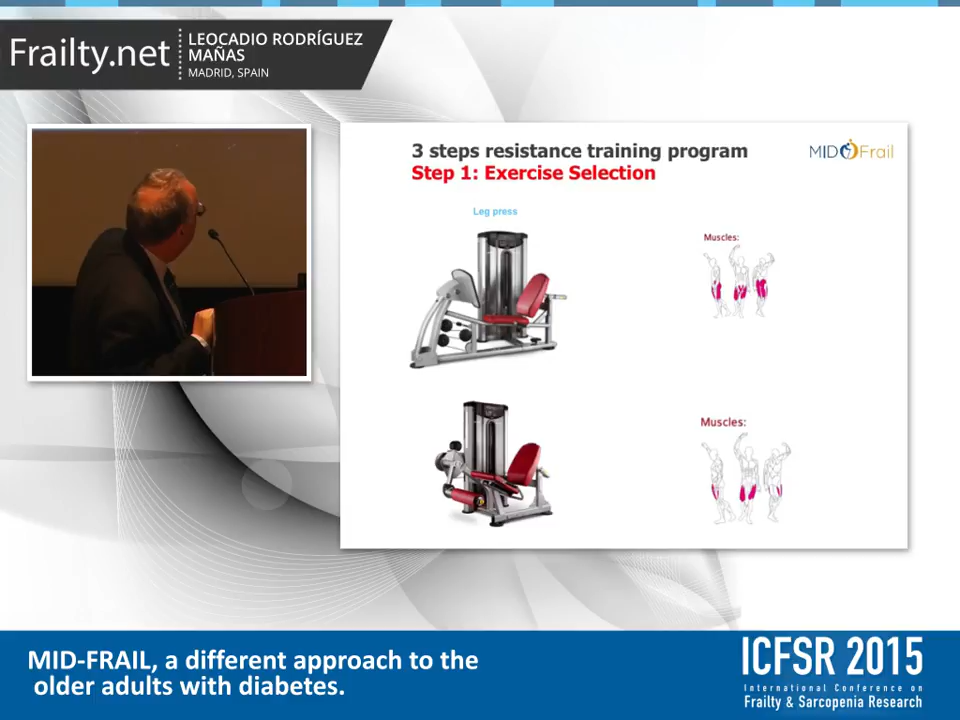 Frailty.net
LEOCADIO RODRÍGUEZ
MAÑAS
MADRID, SPAIN
3 steps resistance training program
Step 1: Exercise Selection
MID Frail
Leg press
Muscles:
Muscles:
MID-FRAIL, a different approach to the
older adults with diabetes.
ICFSR 2015
International Conference on
Frailty & Sarcopenia Research